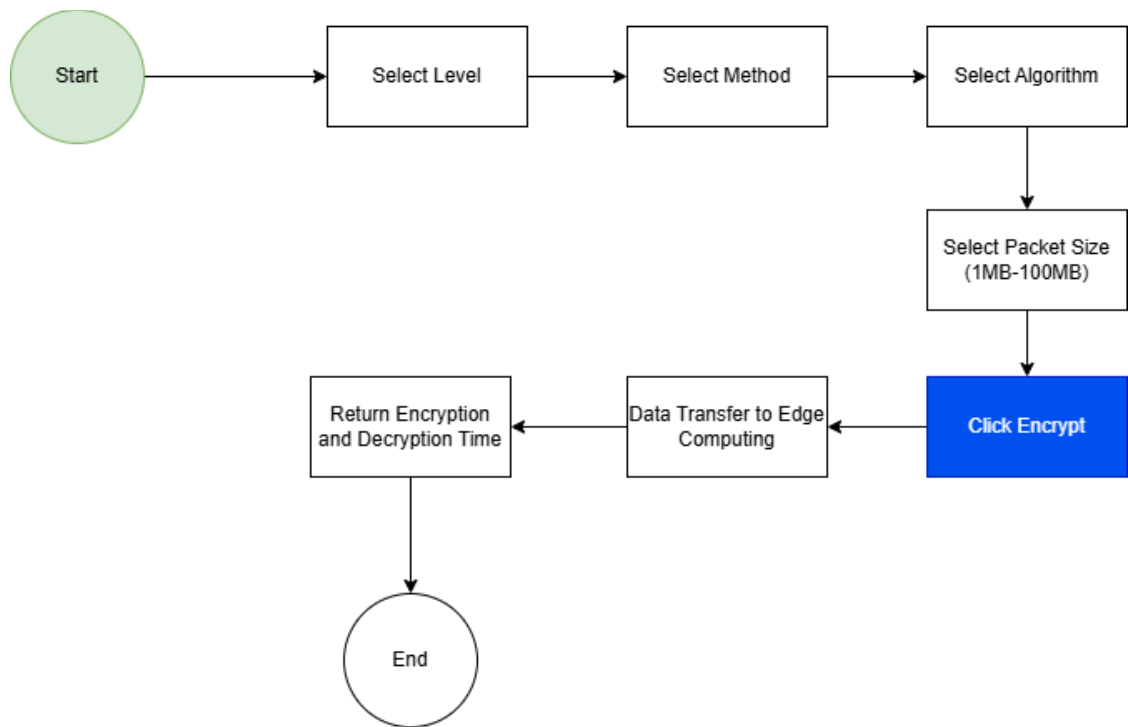 Start
Select Level
Select Method
Select Algorithm
Select Packet Size
(1MB-100MB)
Click Encrypt
Data Transfer to Edge
Computing
Return Encryption
and Decryption Time
End